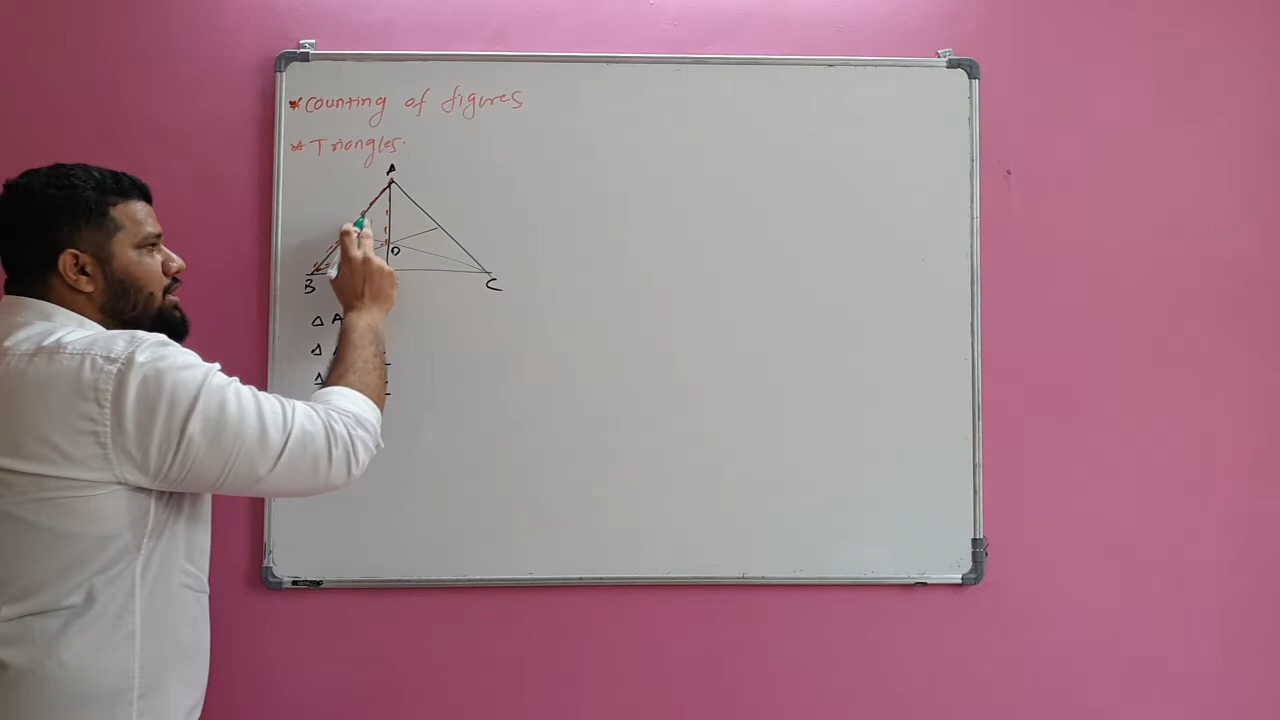 * Counting of figures
* Triangles.
A
O
B C
Δ A
Δ
Δ